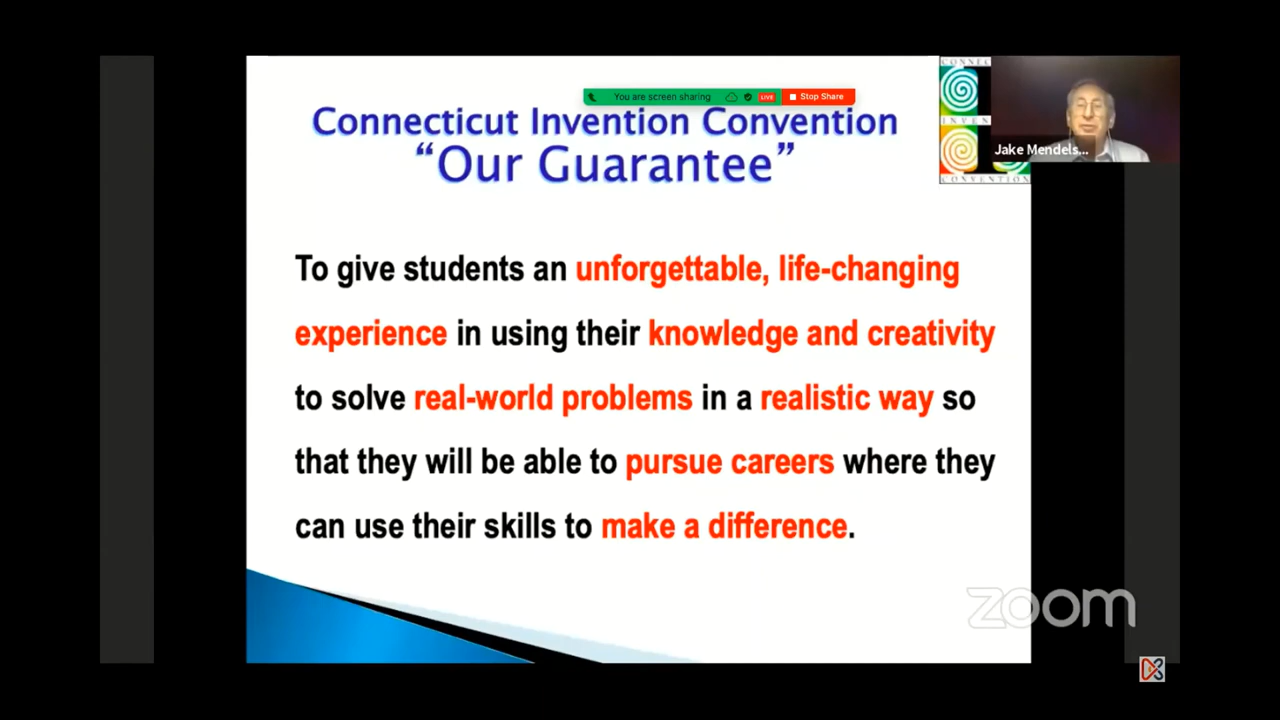 You are screen sharing LIVE Stop Share
Connecticut Invention Convention
“Our Guarantee”
CONNEC
INVEN
CONVENTION
Jake Mendels...
To give students an unforgettable, life-changing
experience in using their knowledge and creativity
to solve real-world problems in a realistic way so
that they will be able to pursue careers where they
can use their skills to make a difference.
zoom